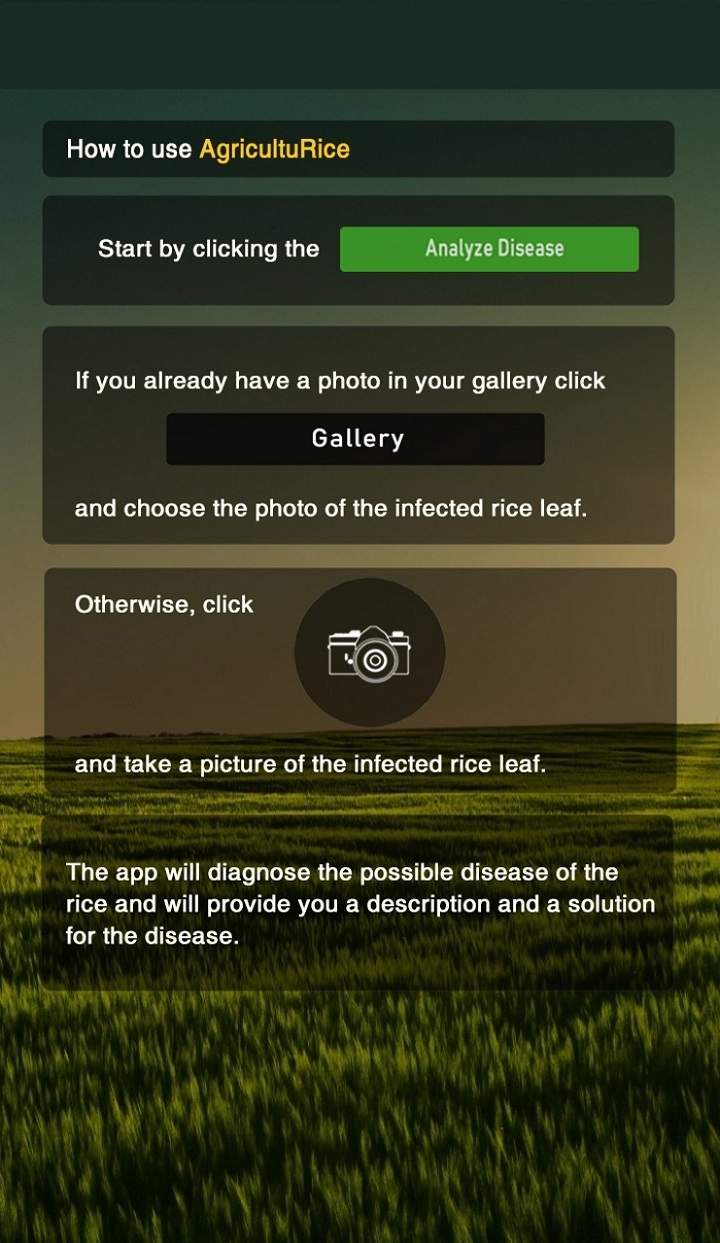 How to use AgricultuRice
Start by clicking the Analyze Disease
If you already have a photo in your gallery click
Gallery
and choose the photo of the infected rice leaf.
Otherwise, click
and take a picture of the infected rice leaf.
The app will diagnose the possible disease of the
rice and will provide you a description and a solution
for the disease.